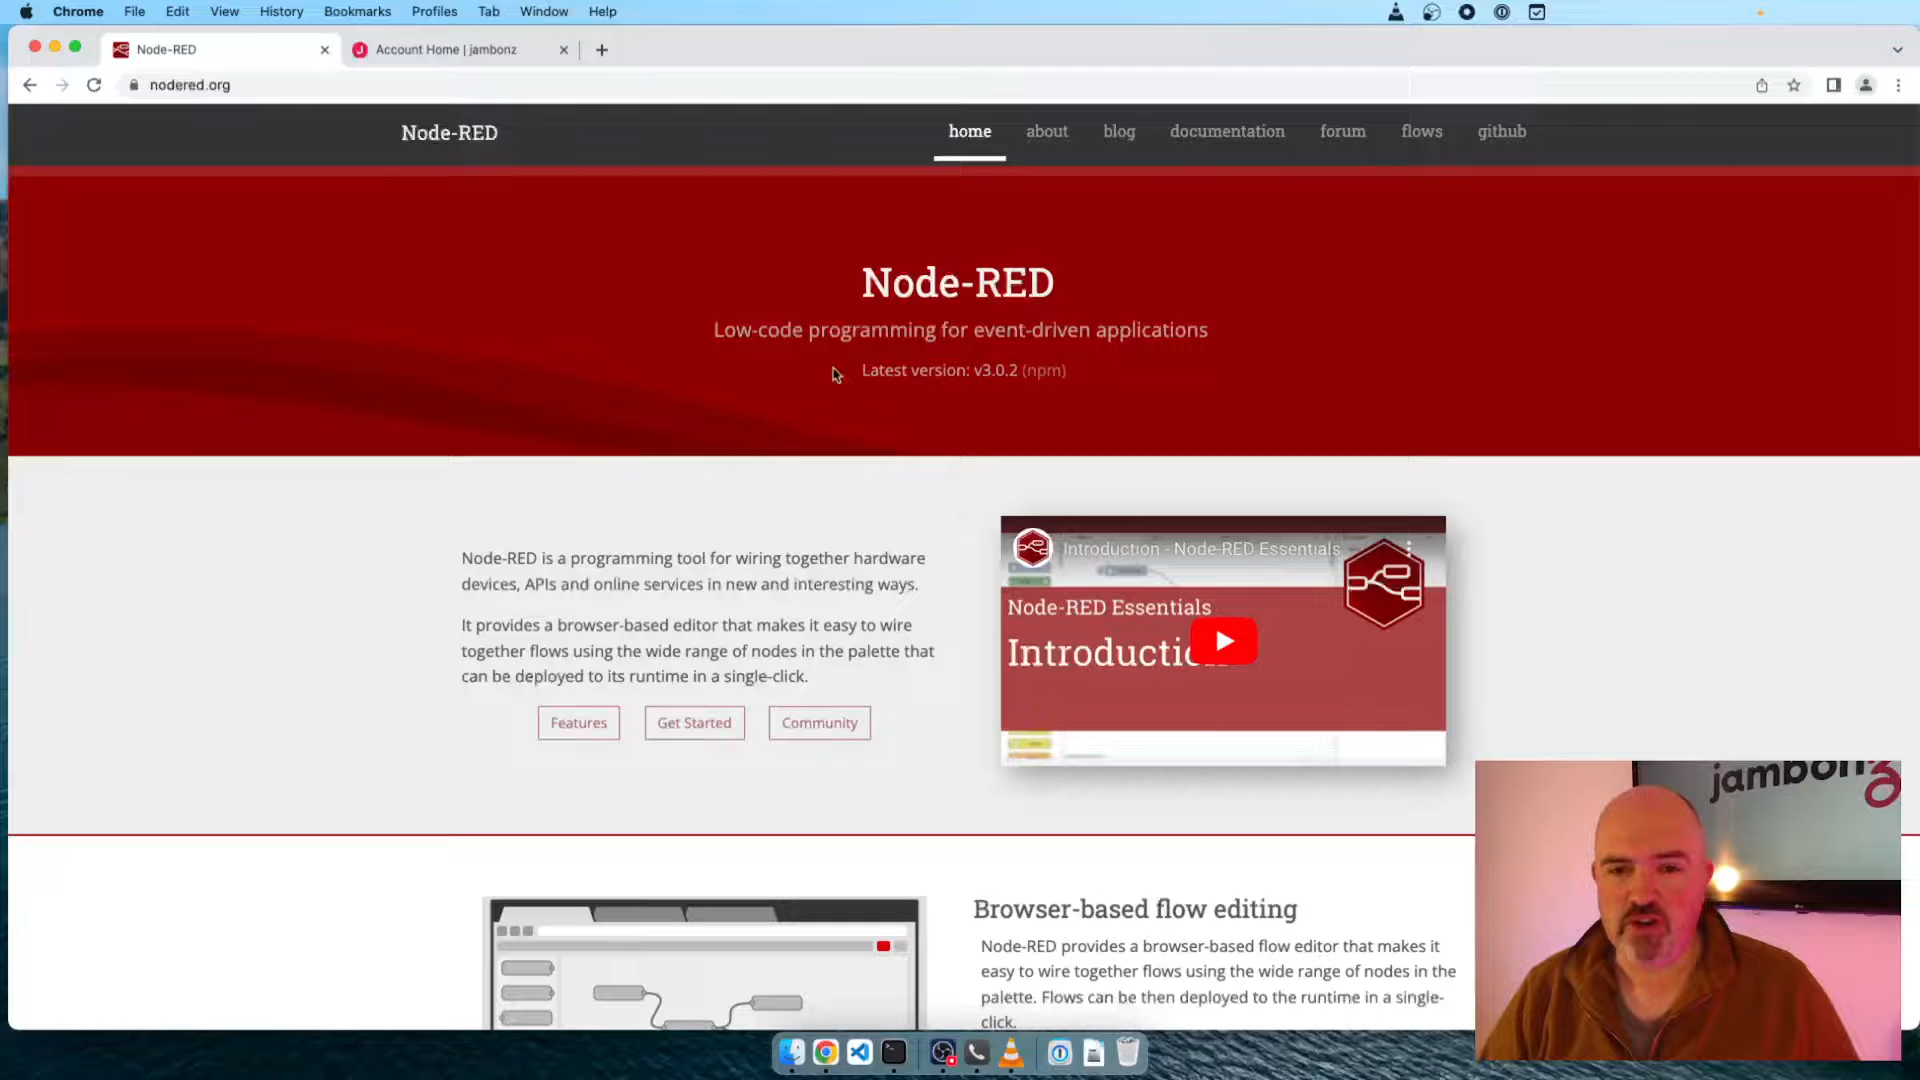 Chrome File Edit View History Bookmarks Profiles Tab Window Help
Node-RED
Account Home | jambonz
nodered.org
Node-RED
home about blog documentation forum flows github
Node-RED
Low-code programming for event-driven applications
Latest version: v3.0.2 (npm)
Node-RED is a programming tool for wiring together hardware
devices, APIs and online services in new and interesting ways.
It provides a browser-based editor that makes it easy to wire
together flows using the wide range of nodes in the palette that
can be deployed to its runtime in a single-click.
Features Get Started Community
Introduction - Node-RED Essentials
Node-RED Essentials
Introduction
Browser-based flow editing
Node-RED provides a browser-based flow editor that makes it
easy to wire together flows using the wide range of nodes in the
palette. Flows can be then deployed to the runtime in a single-
click.
jambonz